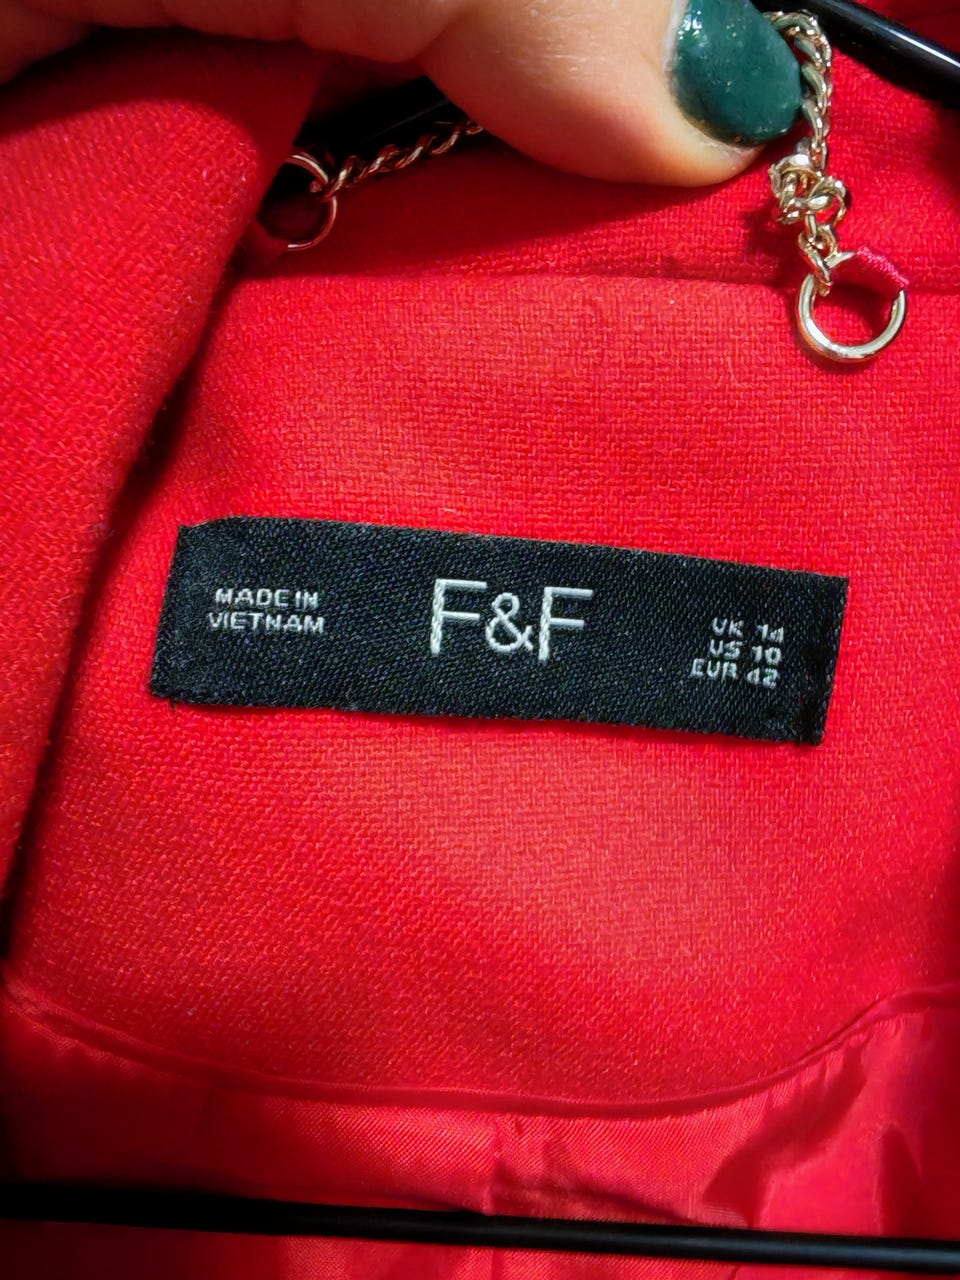 MADE IN
VIETNAM
F&F
UK 14
US 10
EUR 42